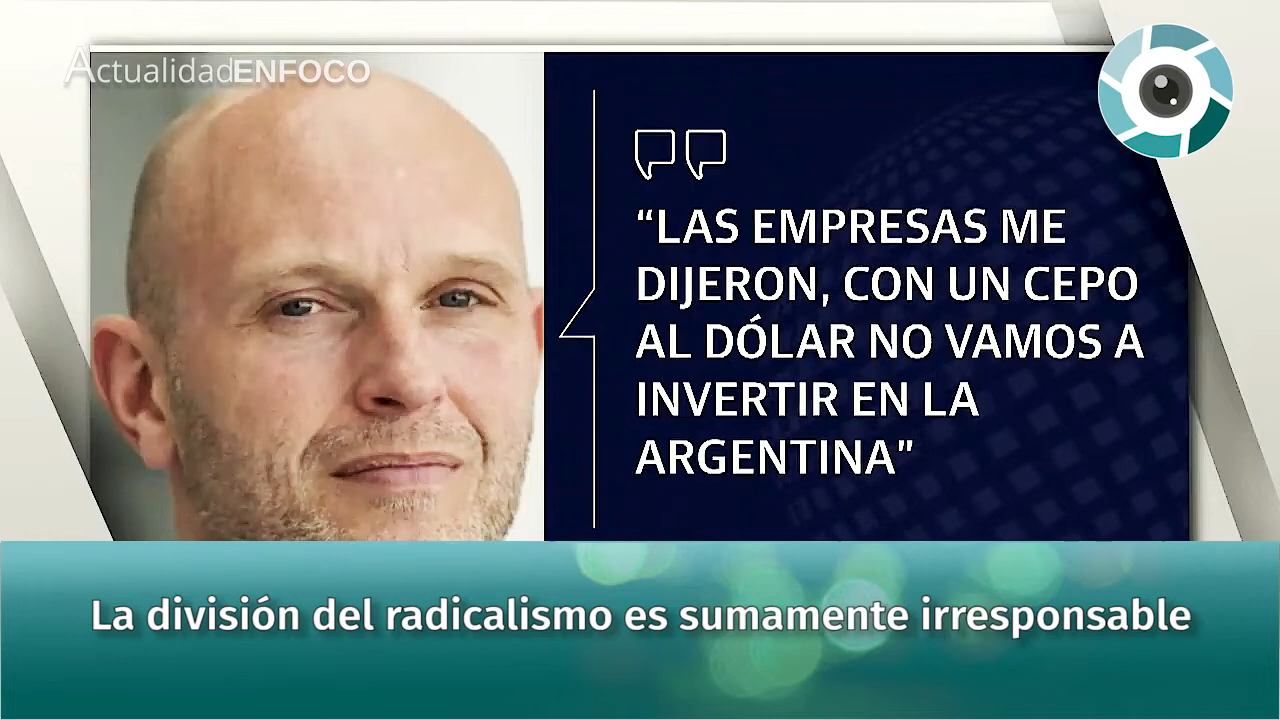 ActualidadENFOCO
“LAS EMPRESAS ME
DIJERON, CON UN CEPO
AL DÓLAR NO VAMOS A
INVERTIR EN LA
ARGENTINA”
La división del radicalismo es sumamente irresponsable